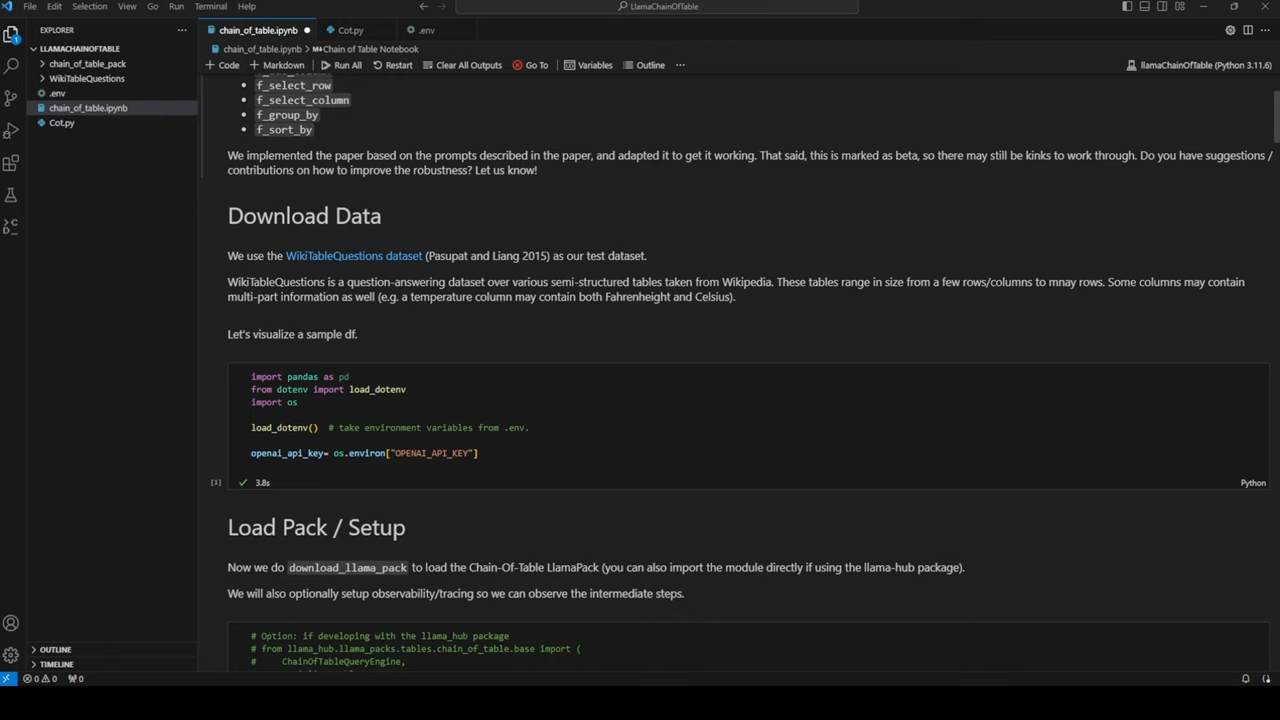 File Edit Selection View Go Run Terminal Help
LlamaChainOfTable
EXPLORER
LLAMACHAINOFTABLE
chain_of_table_pack
WikiTableQuestions
.env
chain_of_table.ipynb
Cot.py
OUTLINE
TIMELINE
chain_of_table.ipynb
Cot.py
.env
chain_of_table.ipynb > Chain of Table Notebook
+ Code + Markdown Run All Restart Clear All Outputs Go To Variables Outline ...
llamaChainOfTable (Python 3.11.6)
f_select_row
f_select_column
f_group_by
f_sort_by
We implemented the paper based on the prompts described in the paper, and adapted it to get it working. That said, this is marked as beta, so there may still be kinks to work through. Do you have suggestions /
contributions on how to improve the robustness? Let us know!
Download Data
We use the WikiTableQuestions dataset (Pasupat and Liang 2015) as our test dataset.
WikiTableQuestions is a question-answering dataset over various semi-structured tables taken from Wikipedia. These tables range in size from a few rows/columns to mnay rows. Some columns may contain
multi-part information as well (e.g. a temperature column may contain both Fahrenheight and Celsius).
Let's visualize a sample df.
import pandas as pd
from dotenv import load_dotenv
import os
load_dotenv() # take environment variables from .env.
openai_api_key= os.environ["OPENAI_API_KEY"]
[1] 3.8s
Python
Load Pack / Setup
Now we do download_llama_pack to load the Chain-Of-Table LlamaPack (you can also import the module directly if using the llama-hub package).
We will also optionally setup observability/tracing so we can observe the intermediate steps.
# Option: if developing with the llama_hub package
# from llama_hub.llama_packs.tables.chain_of_table.base import (
# ChainOfTableQueryEngine,
0 0 0